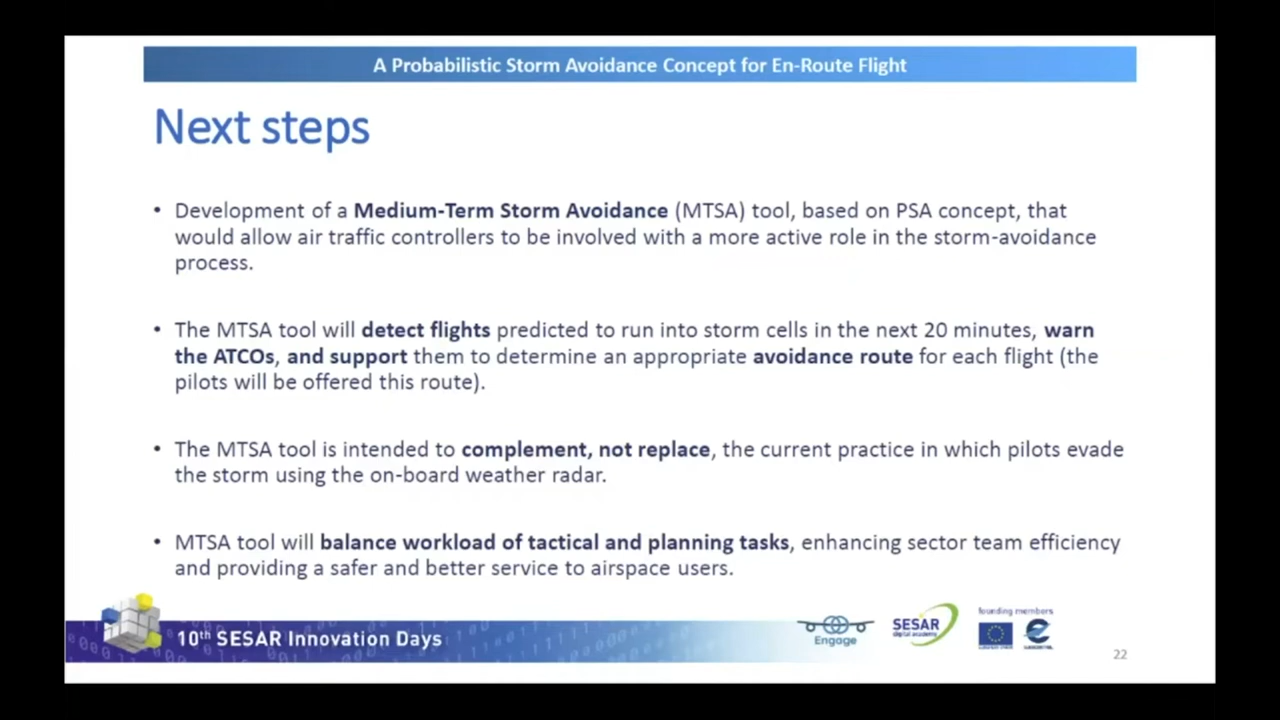 A Probabilistic Storm Avoidance Concept for En-Route Flight
Next steps
• Development of a Medium-Term Storm Avoidance (MTSA) tool, based on PSA concept, that
would allow air traffic controllers to be involved with a more active role in the storm-avoidance
process.
• The MTSA tool will detect flights predicted to run into storm cells in the next 20 minutes, warn
the ATCOs, and support them to determine an appropriate avoidance route for each flight (the
pilots will be offered this route).
• The MTSA tool is intended to complement, not replace, the current practice in which pilots evade
the storm using the on-board weather radar.
• MTSA tool will balance workload of tactical and planning tasks, enhancing sector team efficiency
and providing a safer and better service to airspace users.
10th SESAR Innovation Days
Engage
SESAR
digital academy
founding members
22